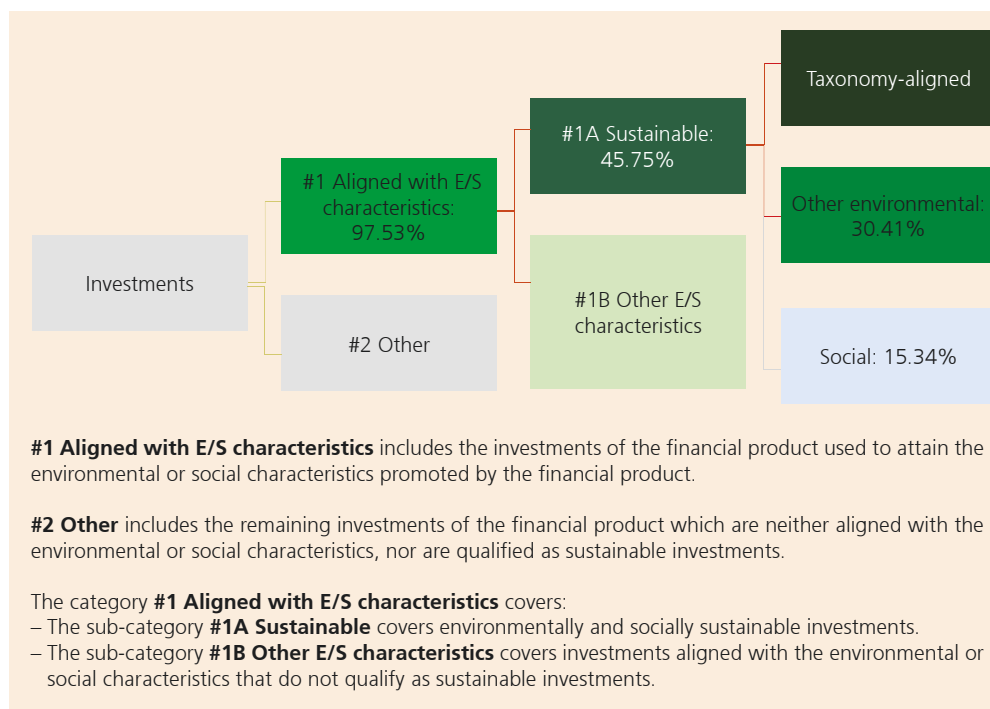 Taxonomy-aligned
#1A Sustainable:
45.75%
#1 Aligned with E/S
characteristics:
97.53%
Other environmental:
30.41%
Investments
#1B Other E/S
characteristics
#2 Other
Social: 15.34%
#1 Aligned with E/S characteristics includes the investments of the financial product used to attain the
environmental or social characteristics promoted by the financial product.
#2 Other includes the remaining investments of the financial product which are neither aligned with the
environmental or social characteristics, nor are qualified as sustainable investments.
The category #1 Aligned with E/S characteristics covers:
– The sub-category #1A Sustainable covers environmentally and socially sustainable investments.
– The sub-category #1B Other E/S characteristics covers investments aligned with the environmental or
social characteristics that do not qualify as sustainable investments.